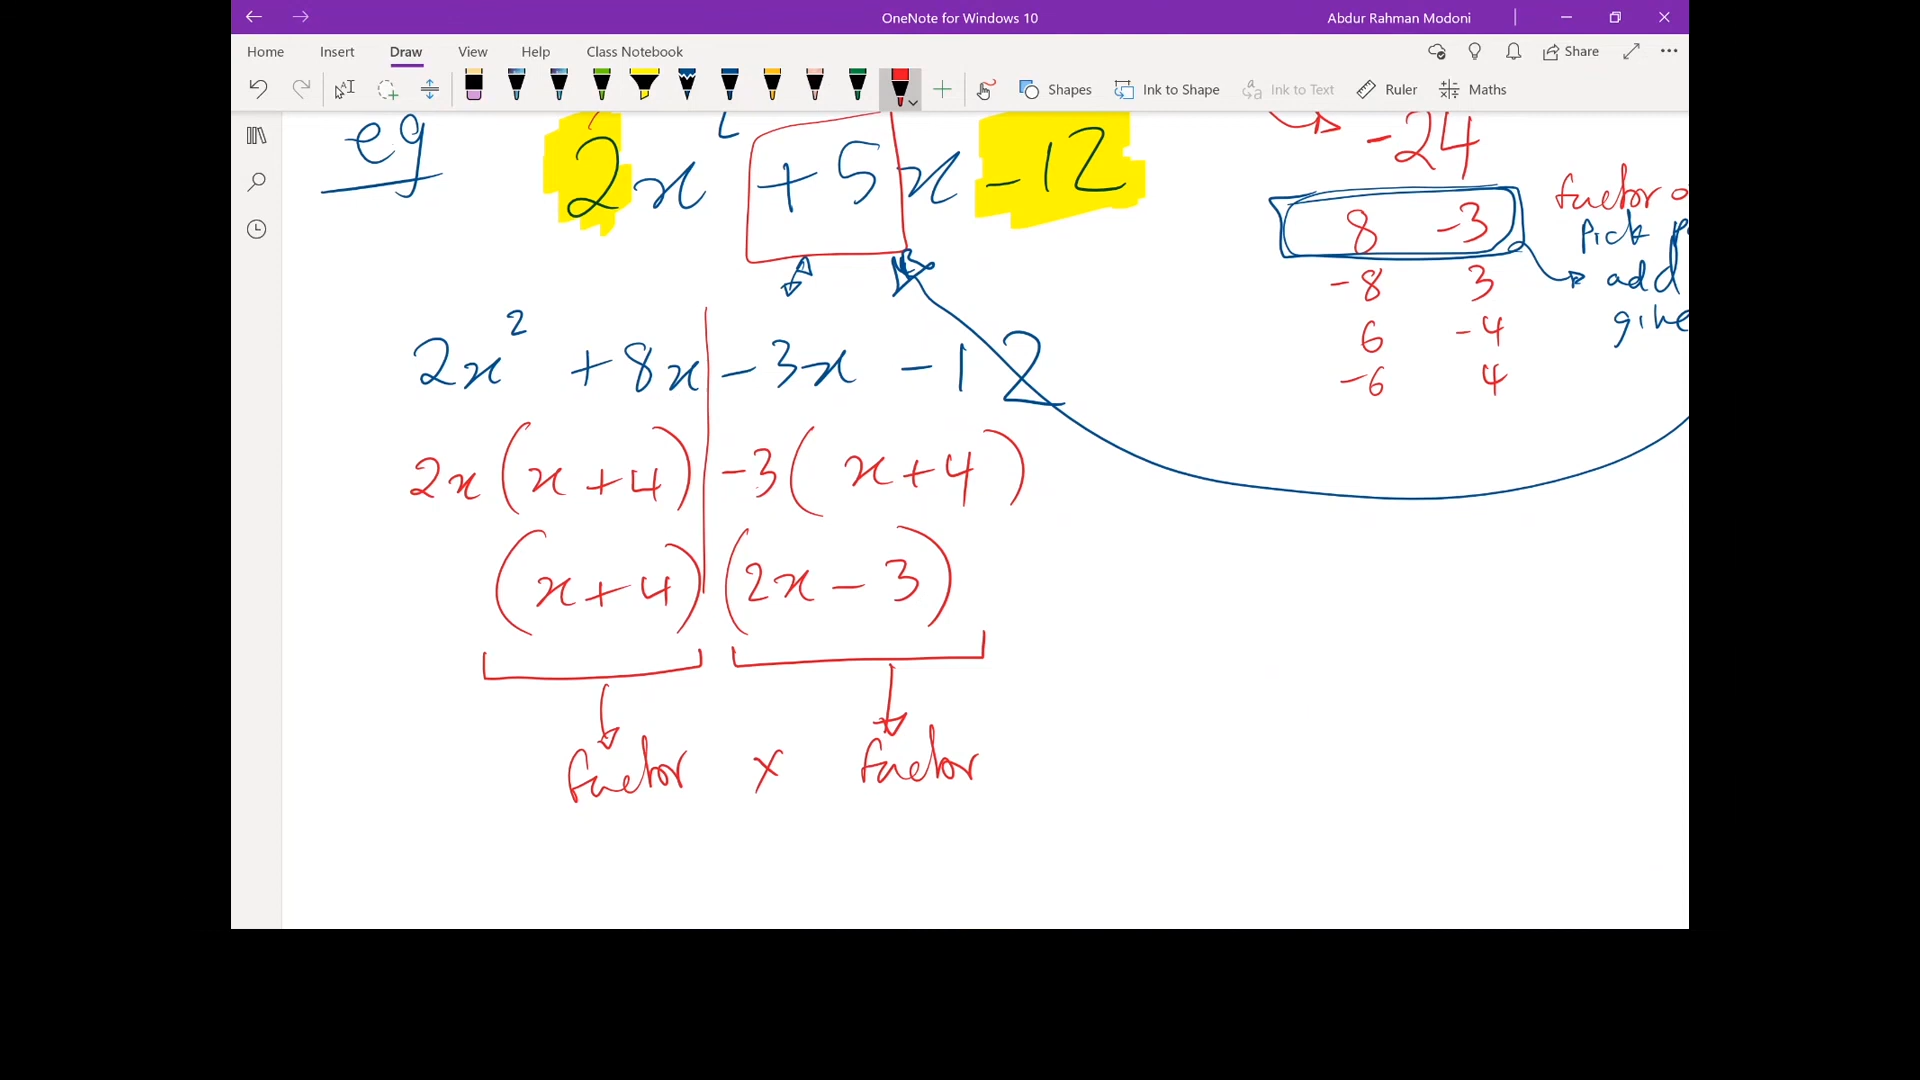 OneNote for Windows 10 Abdur Rahman Modoni
Home Insert Draw View Help Class Notebook Share
Shapes Ink to Shape Ink to Text Ruler Maths
eg 2x² +5x -12
-24
factor
8 -3
Pick
-8 3
add
6 -4
give
-6 4
2x² +8x -3x -12
2x(x+4) -3(x+4)
(x+4)(2x-3)
factor x factor